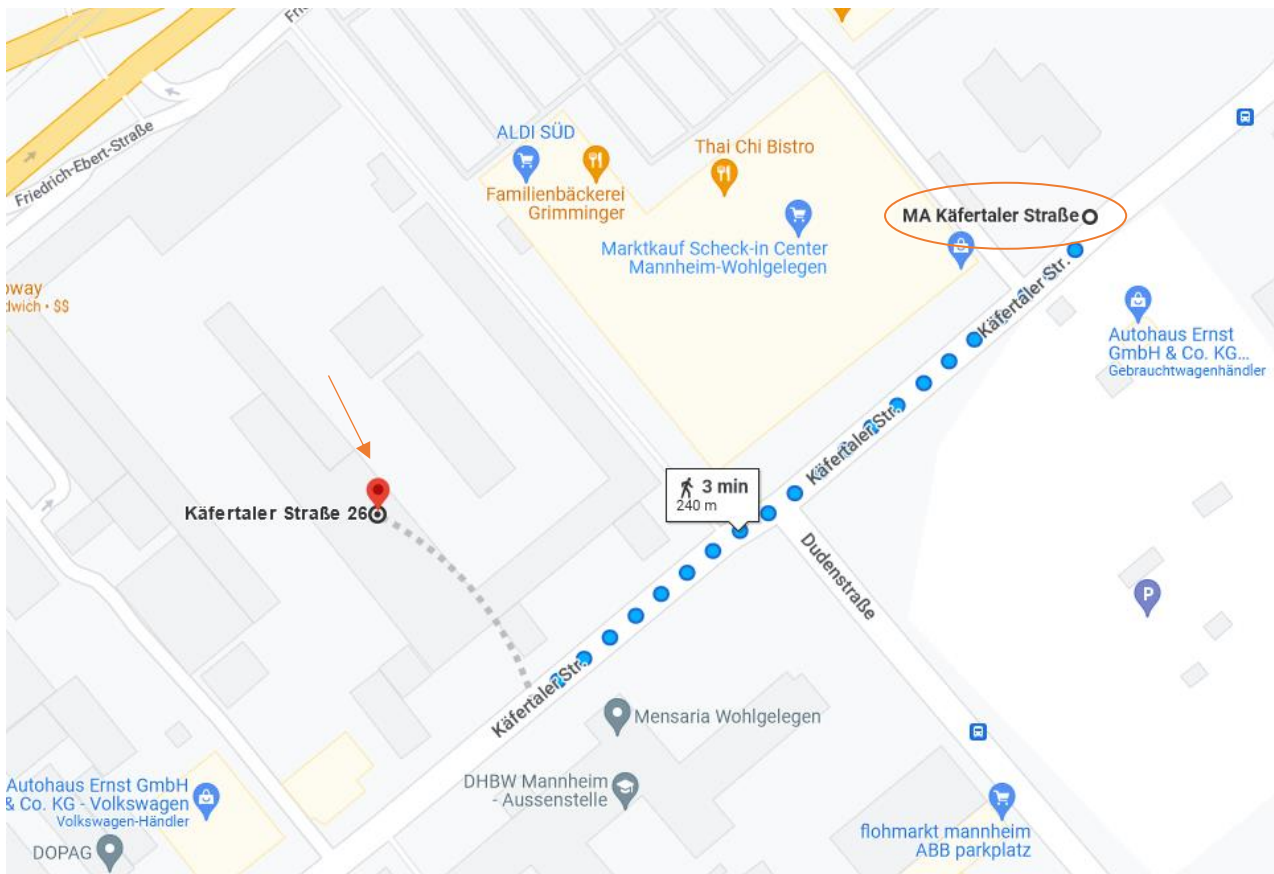 Fri
Friedrich-Ebert-Straße
ALDI SÜD
Familienbäckerei
Grimminger
Thai Chi Bistro
Marktkauf Scheck-in Center
Mannheim-Wohlgelegen
MA Käfertaler Straße
Käfertaler Str.
way
dwich • $$
Autohaus Ernst
GmbH & Co. KG...
Gebrauchtwagenhändler
Käfertaler Str.
3 min
240 m
Käfertaler Straße 26
Dudenstraße
P
Käfertaler Str.
Mensaria Wohlgelegen
DHBW Mannheim
- Aussenstelle
Autohaus Ernst GmbH
& Co. KG - Volkswagen
Volkswagen-Händler
DOPAG
flohmarkt mannheim
ABB parkplatz